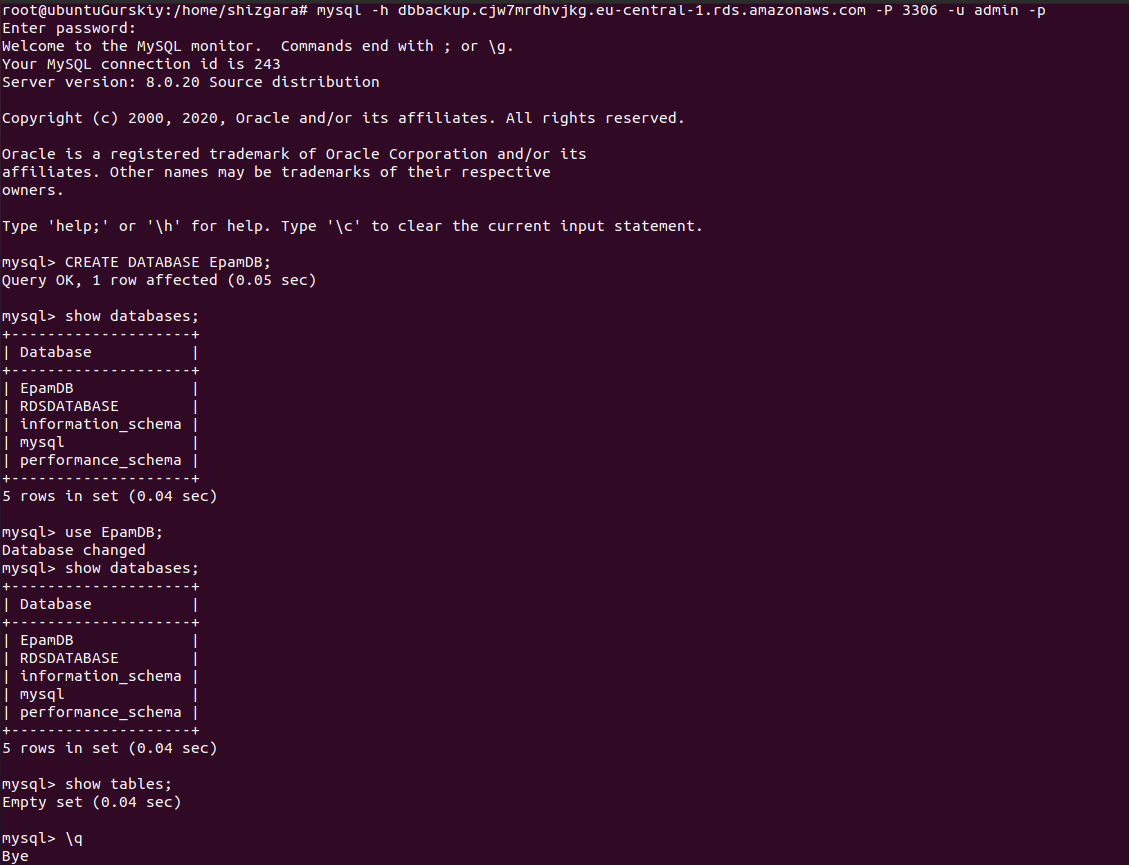 root@ubuntuGurskiy:/home/shizgara# mysql -h dbbackup.cjw7mrdhvjkg.eu-central-1.rds.amazonaws.com -P 3306 -u admin -p
Enter password:
Welcome to the MySQL monitor.  Commands end with ; or \g.
Your MySQL connection id is 243
Server version: 8.0.20 Source distribution

Copyright (c) 2000, 2020, Oracle and/or its affiliates. All rights reserved.

Oracle is a registered trademark of Oracle Corporation and/or its
affiliates. Other names may be trademarks of their respective
owners.

Type 'help;' or '\h' for help. Type '\c' to clear the current input statement.

mysql> CREATE DATABASE EpamDB;
Query OK, 1 row affected (0.05 sec)

mysql> show databases;
+--------------------+
| Database           |
+--------------------+
| EpamDB             |
| RDSDATABASE        |
| information_schema |
| mysql              |
| performance_schema |
+--------------------+
5 rows in set (0.04 sec)

mysql> use EpamDB;
Database changed
mysql> show databases;
+--------------------+
| Database           |
+--------------------+
| EpamDB             |
| RDSDATABASE        |
| information_schema |
| mysql              |
| performance_schema |
+--------------------+
5 rows in set (0.04 sec)

mysql> show tables;
Empty set (0.04 sec)

mysql> \q
Bye